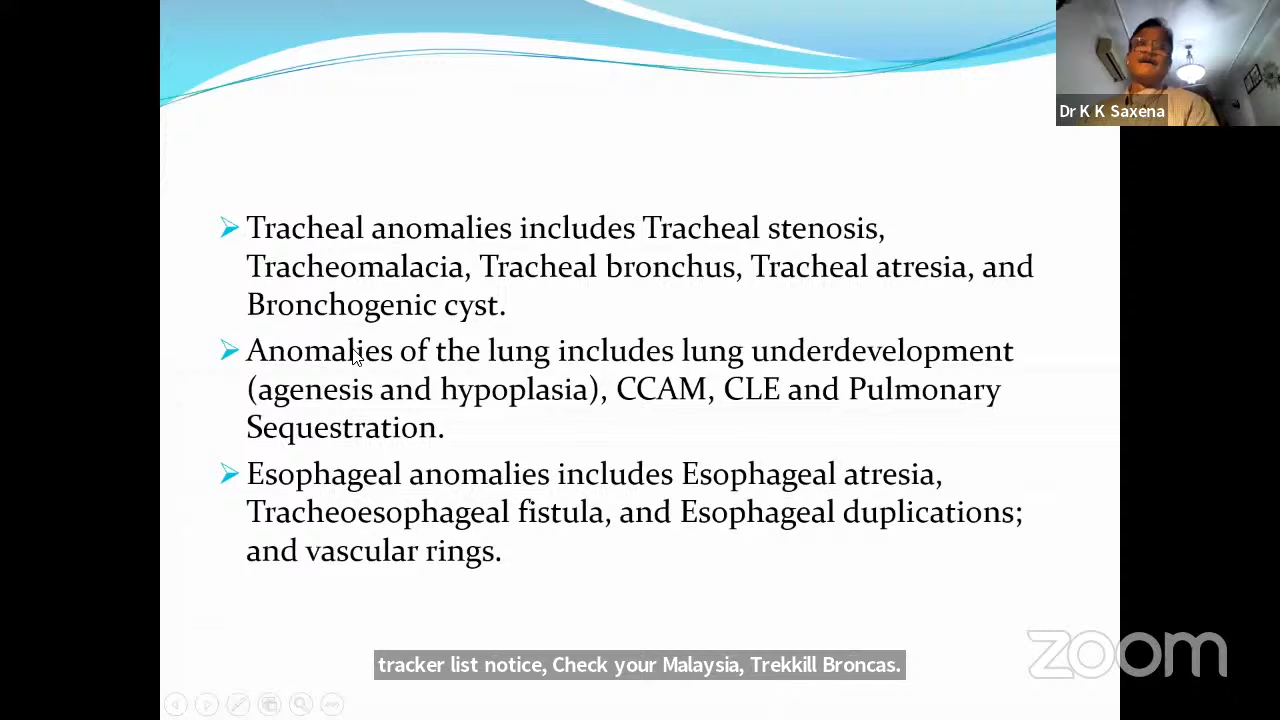 Dr K K Saxena
Tracheal anomalies includes Tracheal stenosis,
Tracheomalacia, Tracheal bronchus, Tracheal atresia, and
Bronchogenic cyst.
Anomalies of the lung includes lung underdevelopment
(agenesis and hypoplasia), CCAM, CLE and Pulmonary
Sequestration.
Esophageal anomalies includes Esophageal atresia,
Tracheoesophageal fistula, and Esophageal duplications;
and vascular rings.
tracker list notice, Check your Malaysia, Trekkill Broncas.
zoom